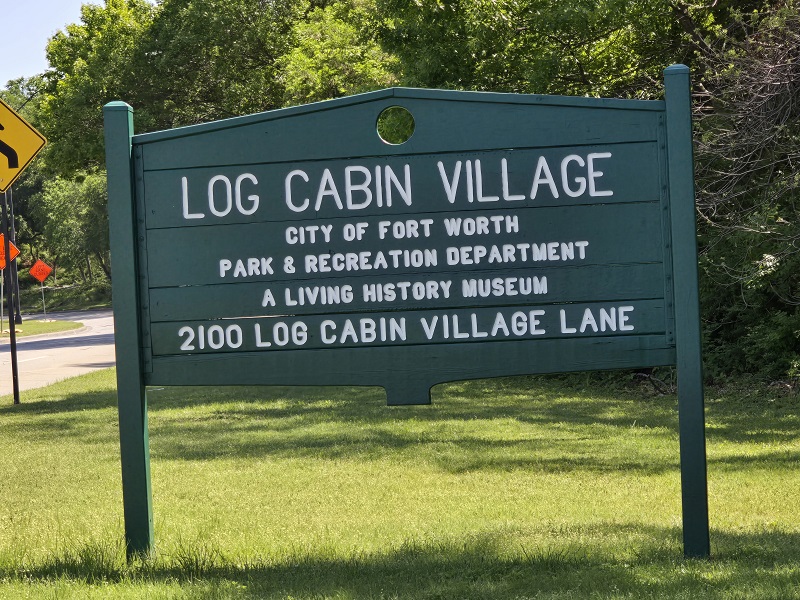 LOG CABIN VILLAGE
CITY OF FORT WORTH
PARK & RECREATION DEPARTMENT
A LIVING HISTORY MUSEUM
2100 LOG CABIN VILLAGE LANE